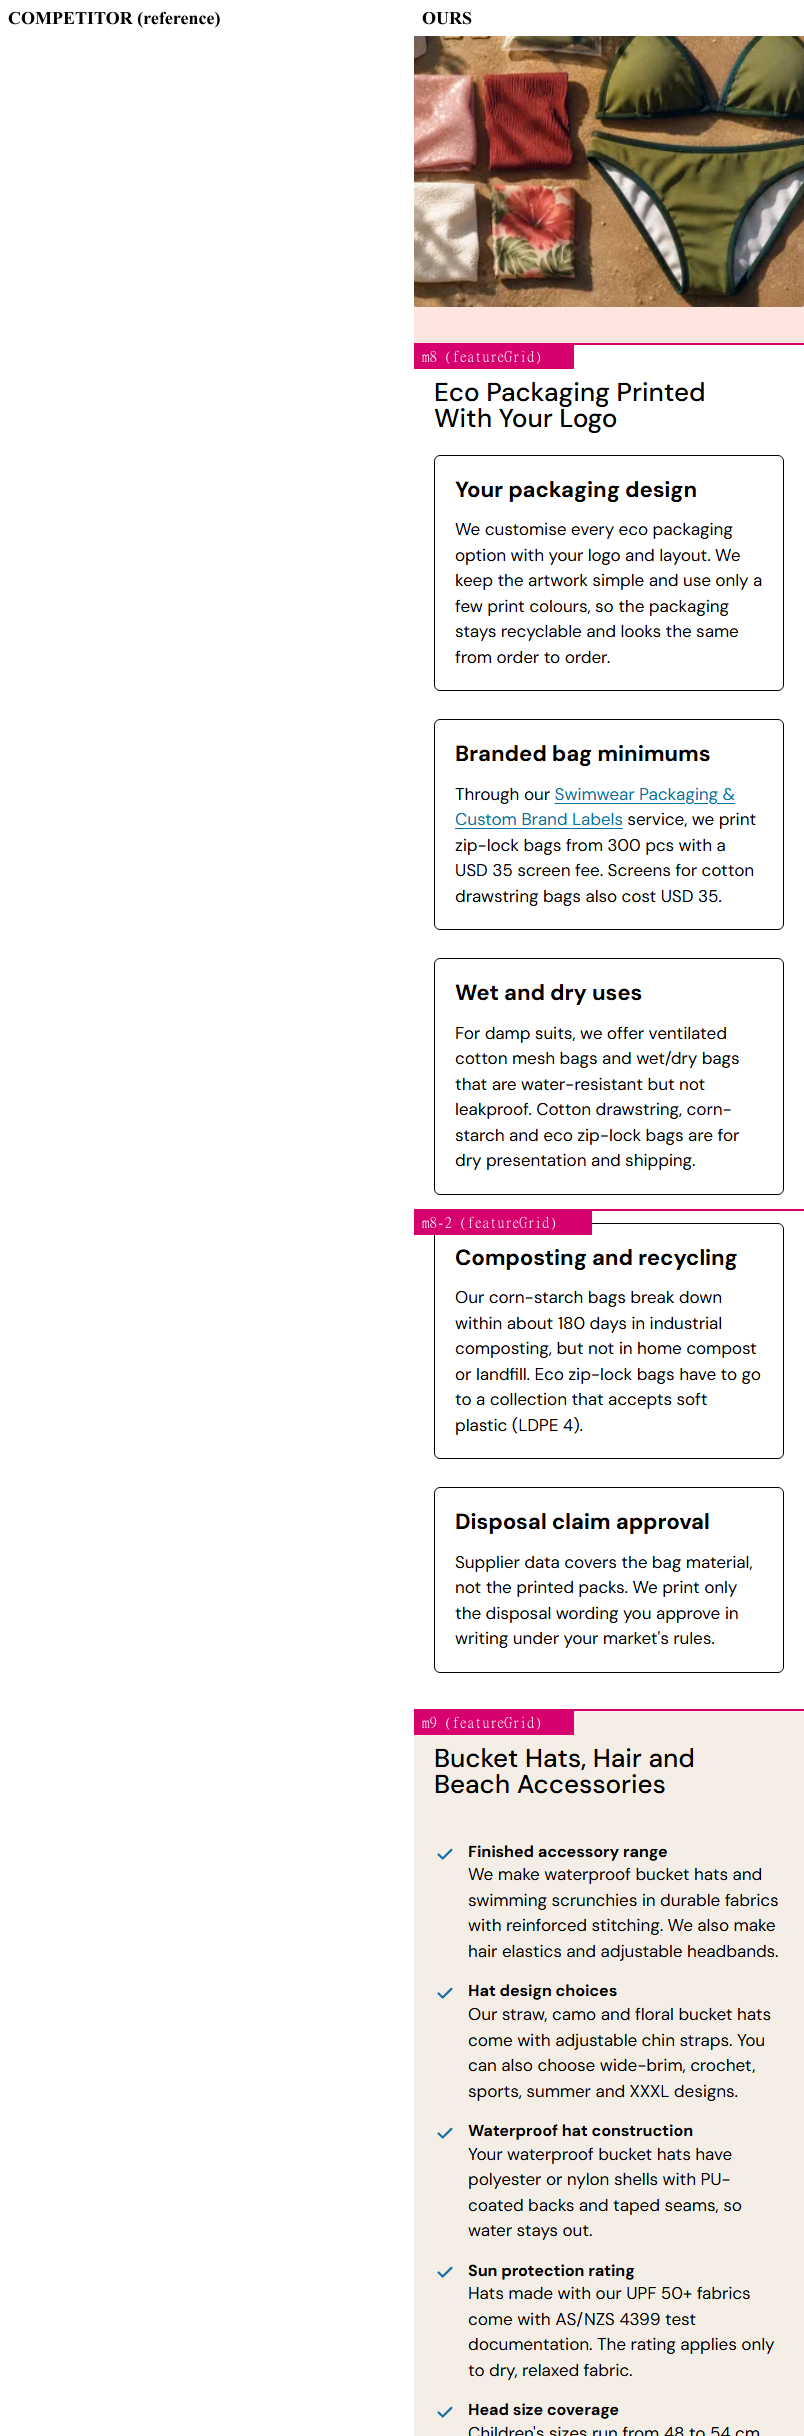 COMPETITOR (reference)
OURS
m8 (featureGrid)
Eco Packaging Printed
With Your Logo
Your packaging design
We customise every eco packaging
option with your logo and layout. We
keep the artwork simple and use only a
few print colours, so the packaging
stays recyclable and looks the same
from order to order.
Branded bag minimums
Through our Swimwear Packaging &
Custom Brand Labels service, we print
zip-lock bags from 300 pcs with a
USD 35 screen fee. Screens for cotton
drawstring bags also cost USD 35.
Wet and dry uses
For damp suits, we offer ventilated
cotton mesh bags and wet/dry bags
that are water-resistant but not
leakproof. Cotton drawstring, corn-
starch and eco zip-lock bags are for
dry presentation and shipping.
m8-2 (featureGrid)
Composting and recycling
Our corn-starch bags break down
within about 180 days in industrial
composting, but not in home compost
or landfill. Eco zip-lock bags have to go
to a collection that accepts soft
plastic (LDPE 4).
Disposal claim approval
Supplier data covers the bag material,
not the printed packs. We print only
the disposal wording you approve in
writing under your market's rules.
m9 (featureGrid)
Bucket Hats, Hair and
Beach Accessories
Finished accessory range
We make waterproof bucket hats and
swimming scrunchies in durable fabrics
with reinforced stitching. We also make
hair elastics and adjustable headbands.
Hat design choices
Our straw, camo and floral bucket hats
come with adjustable chin straps. You
can also choose wide-brim, crochet,
sports, summer and XXXL designs.
Waterproof hat construction
Your waterproof bucket hats have
polyester or nylon shells with PU-
coated backs and taped seams, so
water stays out.
Sun protection rating
Hats made with our UPF 50+ fabrics
come with AS/NZS 4399 test
documentation. The rating applies only
to dry, relaxed fabric.
Head size coverage
Children's sizes run from 48 to 54 cm